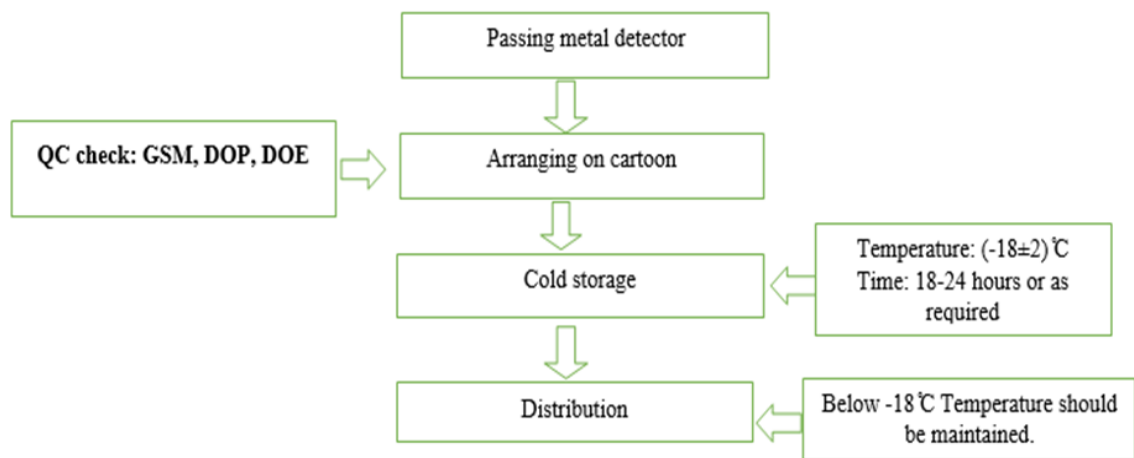 Passing metal detector
QC check: GSM, DOP, DOE
Arranging on cartoon
Cold storage
Temperature: (-18±2)℃
Time: 18-24 hours or as
required
Distribution
Below -18℃ Temperature should
be maintained.